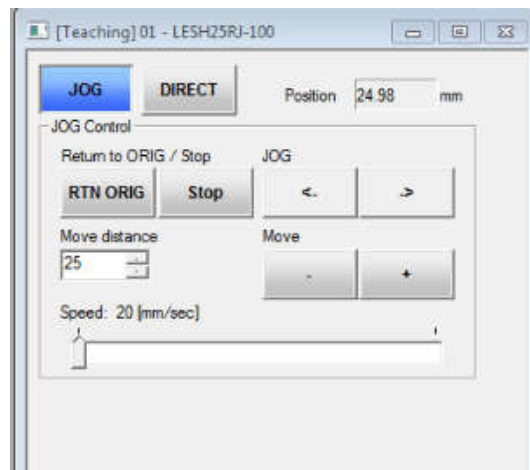 [Teaching] 01 - LESH25RJ-100
JOG DIRECT Position 24.98 mm
JOG Control
Return to ORIG / Stop JOG
RTN ORIG Stop <. .>
Move distance Move
25 - +
Speed: 20 [mm/sec]